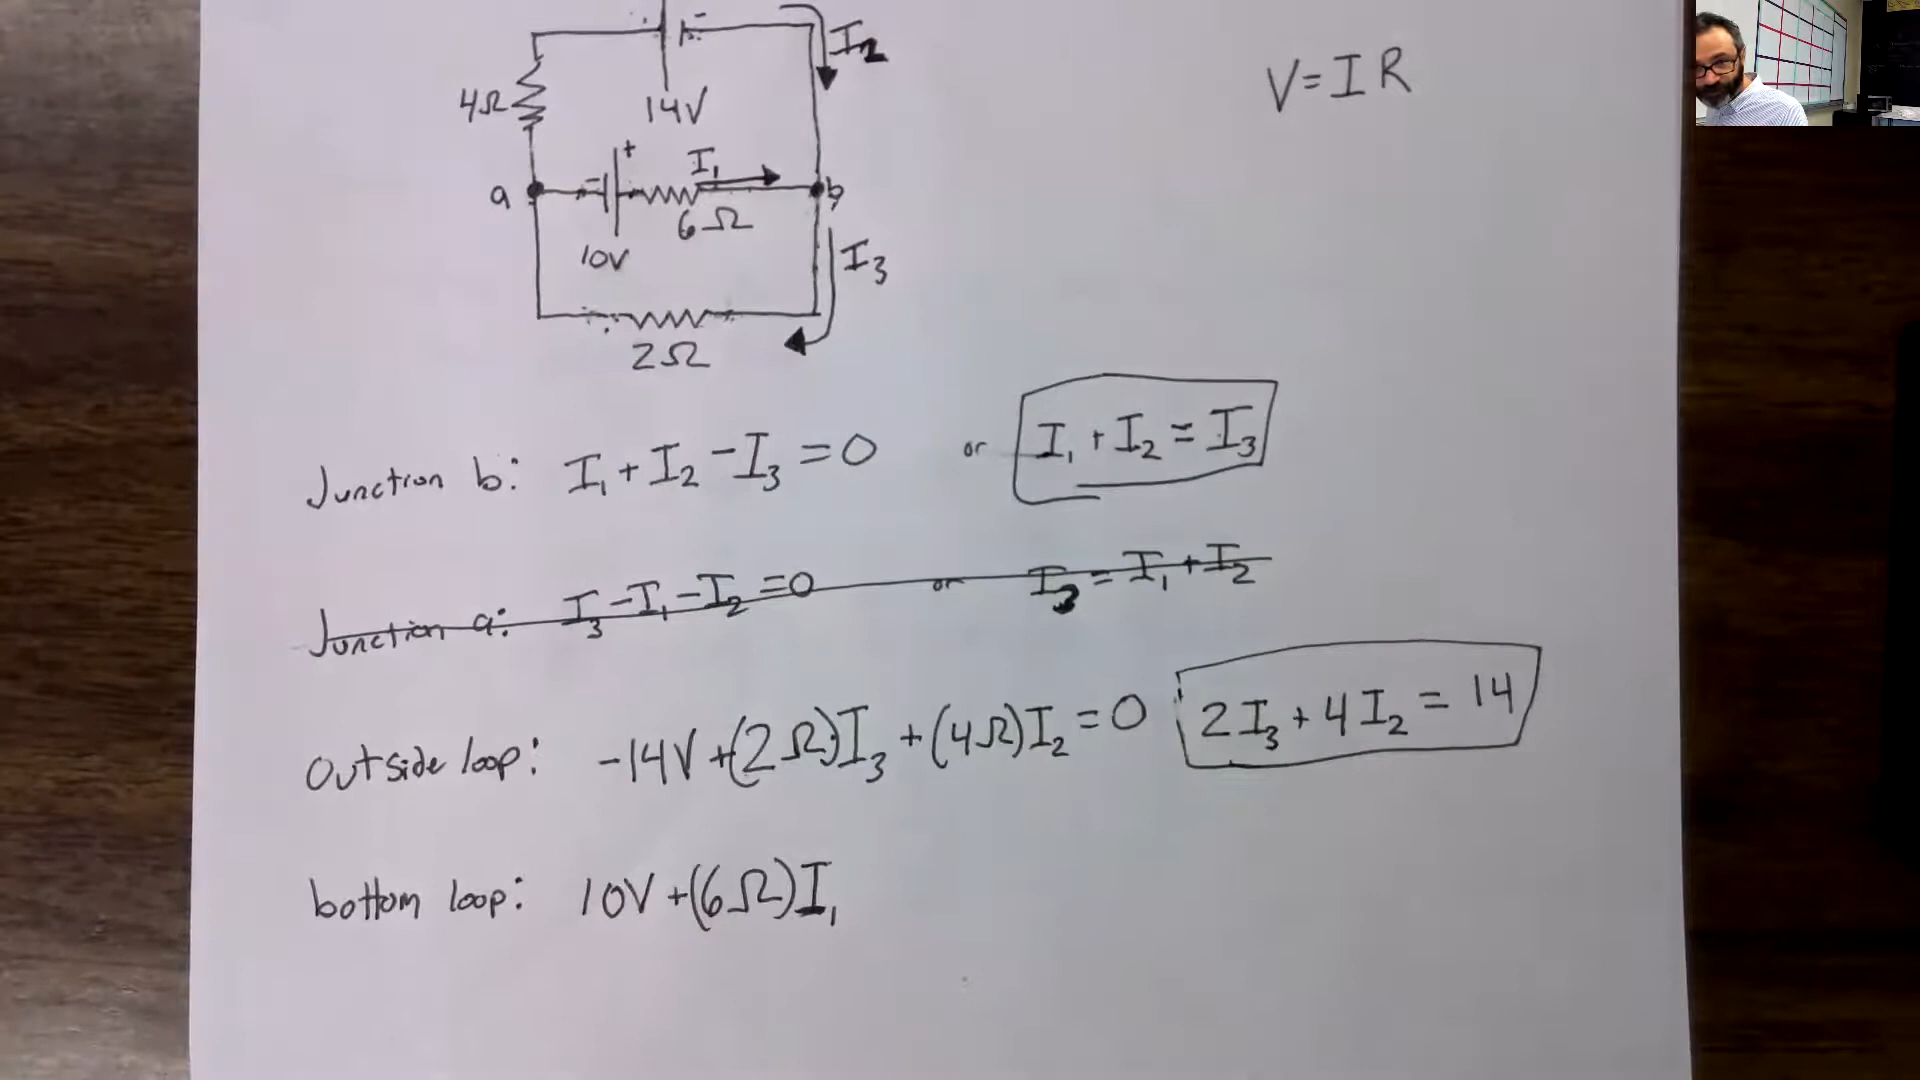 I₂
4Ω
14V
V=IR
- +
I₁
a
b
6Ω
10V
I₃
2Ω
Junction b: I₁ + I₂ - I₃ = 0 or I₁ + I₂ = I₃
Junction a: I₃ - I₁ - I₂ = 0 or I₃ = I₁ + I₂
Outside loop: -14V + (2Ω)I₃ + (4Ω)I₂ = 0 2I₃ + 4I₂ = 14
bottom loop: 10V + (6Ω)I₁